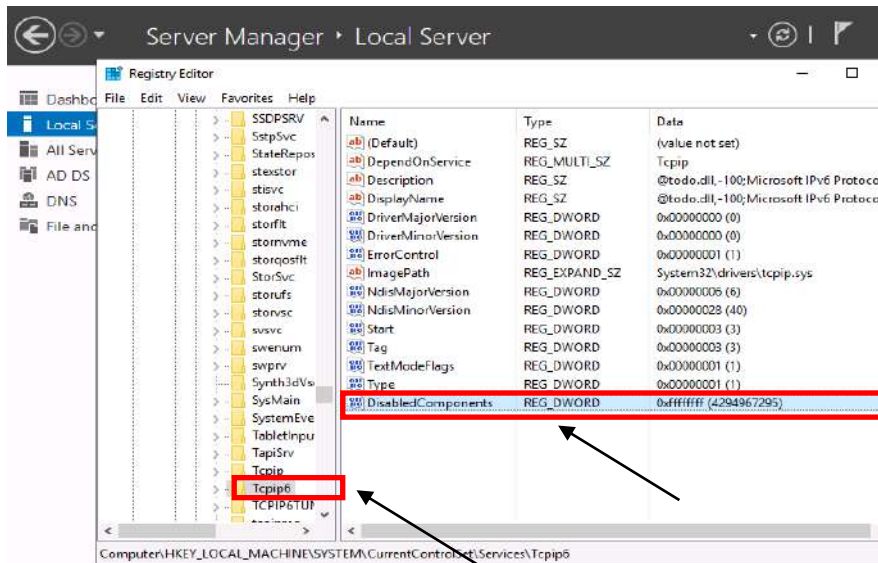 Server Manager ‣ Local Server
Registry Editor
File Edit View Favorites Help
Dashbo
Local S
All Serv
AD DS
DNS
File and
SSDPSRV
SstpSvc
StateRepos
stexstor
stisvc
storahci
storflt
stornvme
storqosflt
StorSvc
storufs
storvsc
svsvc
swenum
swprv
Synth3dVs
SysMain
SystemEve
TabletInpu
TapiSrv
Tcpip
Tcpip6
TCPIP6TUN
Name Type Data
(Default) REG_SZ (value not set)
DependOnService REG_MULTI_SZ Tcpip
Description REG_SZ @todo.dll,-100;Microsoft IPv6 Protoco
DisplayName REG_SZ @todo.dll,-100;Microsoft IPv6 Protoco
DriverMajorVersion REG_DWORD 0x00000000 (0)
DriverMinorVersion REG_DWORD 0x00000000 (0)
ErrorControl REG_DWORD 0x00000001 (1)
ImagePath REG_EXPAND_SZ System32\drivers\tcpip.sys
NdisMajorVersion REG_DWORD 0x00000006 (6)
NdisMinorVersion REG_DWORD 0x00000028 (40)
Start REG_DWORD 0x00000003 (3)
Tag REG_DWORD 0x00000003 (3)
TextModeFlags REG_DWORD 0x00000001 (1)
Type REG_DWORD 0x00000001 (1)
DisabledComponents REG_DWORD 0xffffffff (4294967295)
Computer\HKEY_LOCAL_MACHINE\SYSTEM\CurrentControlSet\Services\Tcpip6